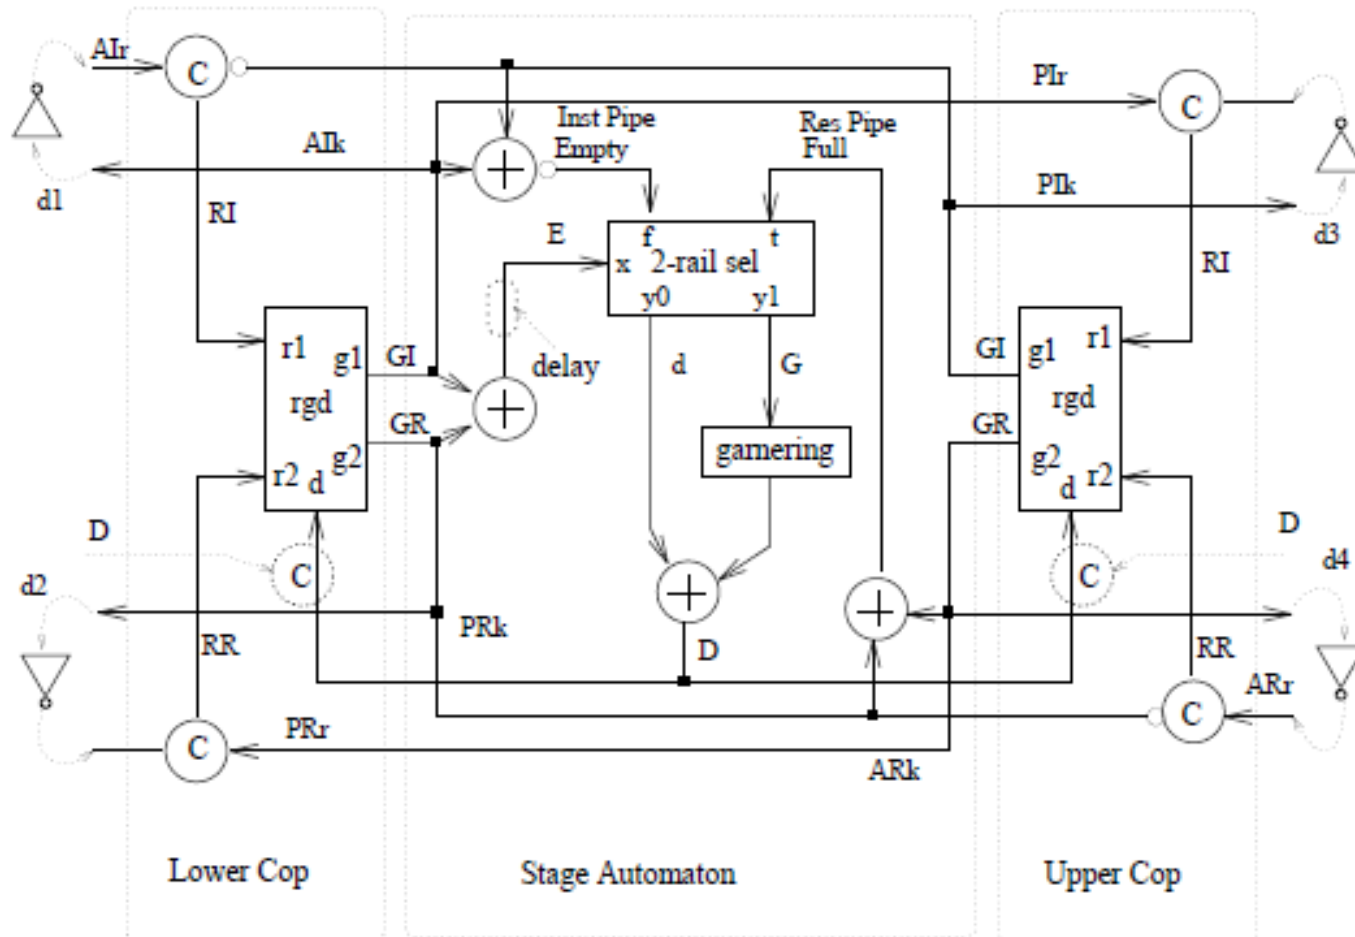 AIr
C
PIr
C
Inst Pipe
Empty
Res Pipe
Full
AIk
+
PIk
d1
d3
RI
E
f
t
x
2-rail sel
y0
y1
RI
r1
g1
GI
rgd
GR
g2
r2
d
+
delay
d
G
garnering
GI
g1
r1
rgd
GR
g2
r2
d
D
C
D
C
d2
d4
+
+
RR
PRk
D
RR
ARr
C
PRr
C
ARk
Lower Cop
Stage Automaton
Upper Cop